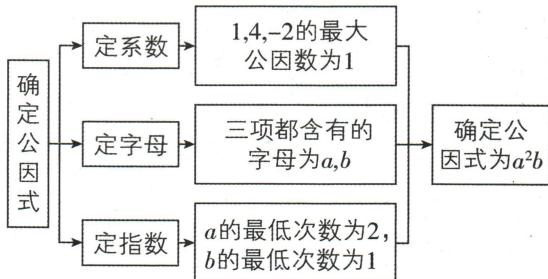 确定公因式
定系数
1,4,-2的最大
公因数为1
定字母
三项都含有的
字母为a,b
定指数
a的最低次数为2,
b的最低次数为1
确定公
因式为a²b